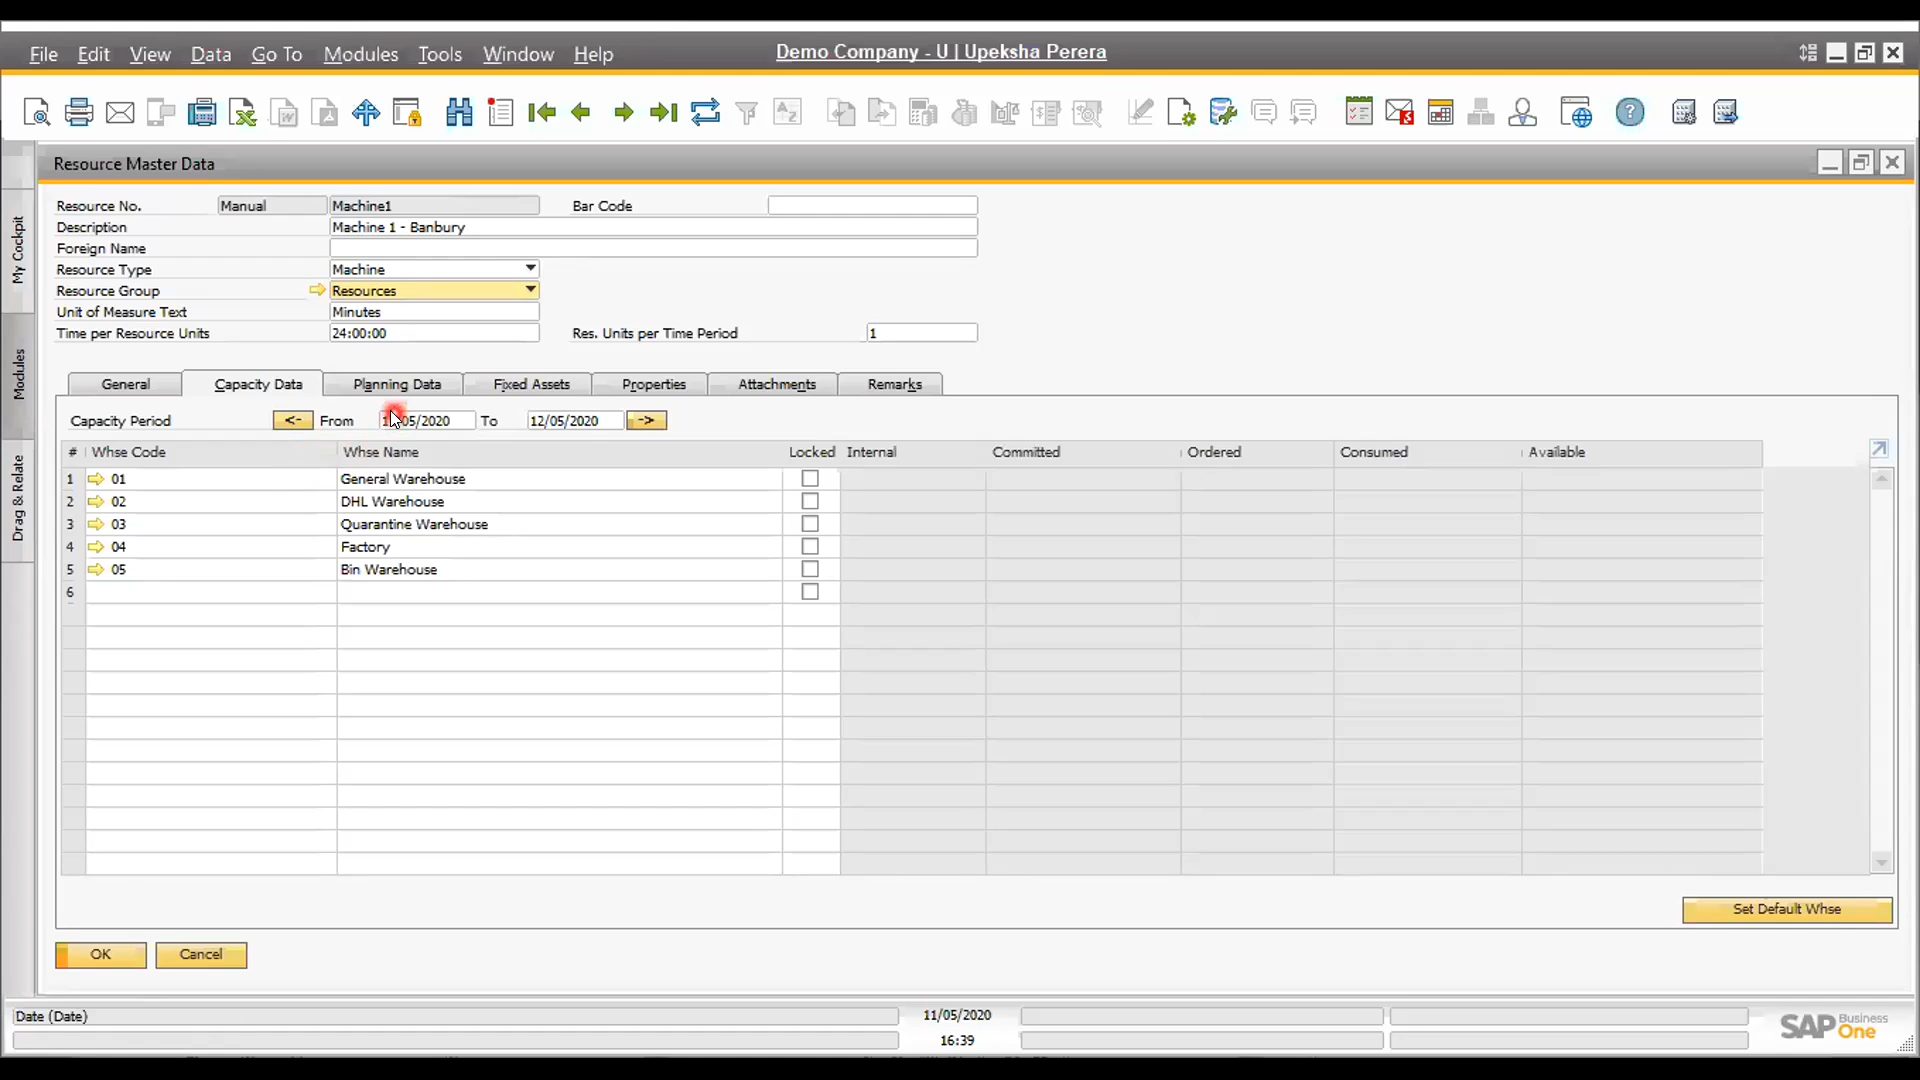 File Edit View Data Go To Modules Tools Window Help
Demo Company - U | Upeksha Perera
Resource Master Data
My Cockpit
Modules
Drag & Relate
Resource No. Manual Machine1 Bar Code
Description Machine 1 - Banbury
Foreign Name
Resource Type Machine
Resource Group Resources
Unit of Measure Text Minutes
Time per Resource Units 24:00:00 Res. Units per Time Period 1
General Capacity Data Planning Data Fixed Assets Properties Attachments Remarks
Capacity Period <- From To 12/05/2020 ->
# Whse Code Whse Name Locked Internal Committed Ordered Consumed Available
1 01 General Warehouse
2 02 DHL Warehouse
3 03 Quarantine Warehouse
4 04 Factory
5 05 Bin Warehouse
6
Set Default Whse
OK Cancel
Date (Date) 11/05/2020
16:39
SAP Business One